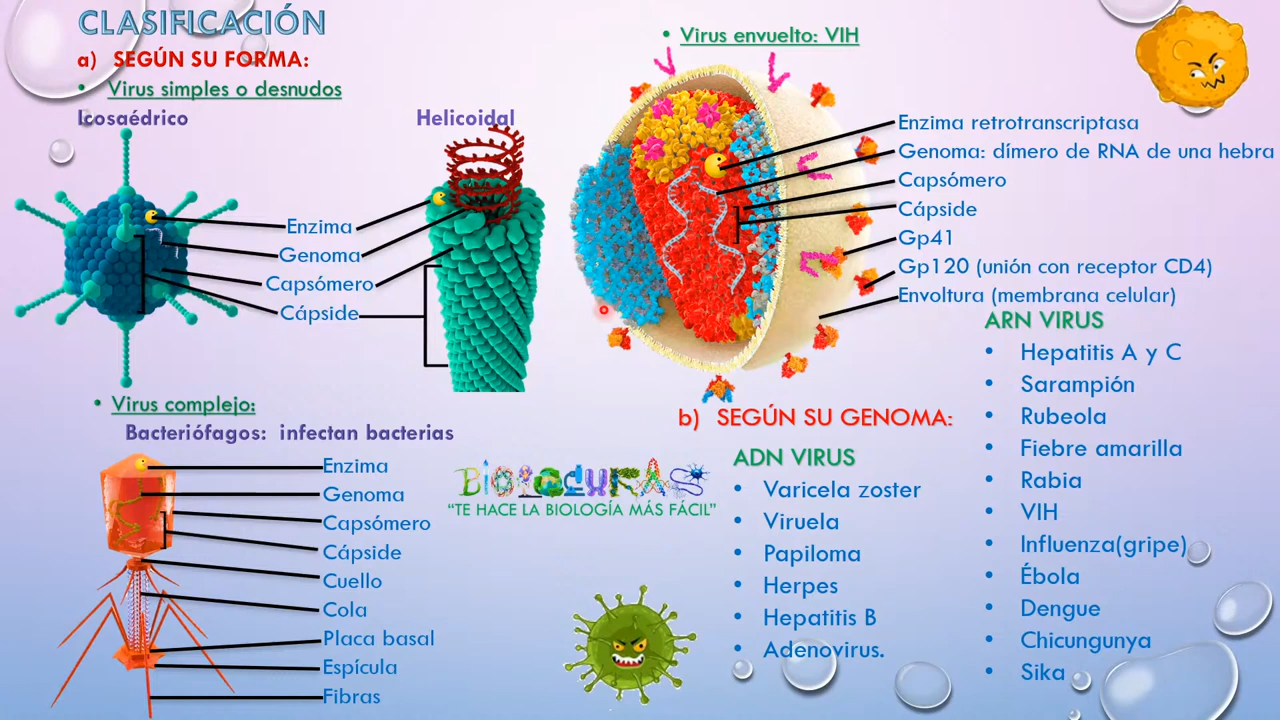 CLASIFICACIÓN
a) SEGÚN SU FORMA:
• Virus simples o desnudos
Icosaédrico
Helicoidal
Enzima
Genoma
Capsómero
Cápside
• Virus complejo:
Bacteriófagos: infectan bacterias
Enzima
Genoma
Capsómero
Cápside
Cuello
Cola
Placa basal
Espícula
Fibras
BIOLOCURAS
“TE HACE LA BIOLOGÍA MÁS FÁCIL”
• Virus envuelto: VIH
Enzima retrotranscriptasa
Genoma: dímero de RNA de una hebra
Capsómero
Cápside
Gp41
Gp120 (unión con receptor CD4)
Envoltura (membrana celular)
b) SEGÚN SU GENOMA:
ADN VIRUS
• Varicela zoster
• Viruela
• Papiloma
• Herpes
• Hepatitis B
• Adenovirus.
ARN VIRUS
• Hepatitis A y C
• Sarampión
• Rubeola
• Fiebre amarilla
• Rabia
• VIH
• Influenza(gripe)
• Ébola
• Dengue
• Chicungunya
• Sika